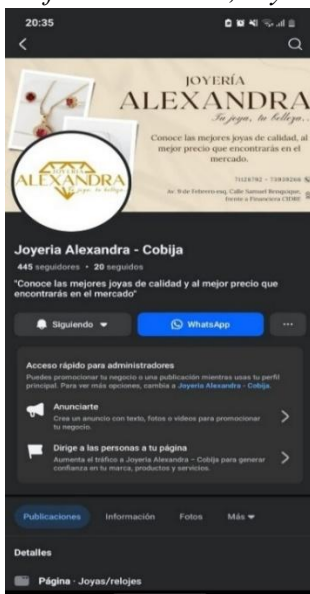 20:35
JOYERÍA
ALEXANDRA
Tu joya, tu belleza..
Conoce las mejores joyas de calidad, al
mejor precio que encontrarás en el
mercado.
Av. 9 de Febrero esq. Calle Samuel
frente a Financiera CIDRE
JOYERÍA
ALEXANDRA
Tu joya, tu belleza.
Joyeria Alexandra - Cobija
445 seguidores • 20 seguidos
"Conoce las mejores joyas de calidad y al mejor precio que
encontrarás en el mercado"
Siguiendo
WhatsApp
Acceso rápido para administradores
Puedes promocionar tu negocio o una publicación mientras usas tu perfil
principal. Para ver más opciones, cambia a Joyeria Alexandra - Cobija.
Anunciarte
Crea un anuncio con texto, fotos o videos para promocionar
tu negocio.
Dirige a las personas a tu página
Aumenta el tráfico a Joyeria Alexandra - Cobija para generar
confianza en tu marca, productos y servicios.
Publicaciones
Información
Fotos
Más
Detalles
Página · Joyas/relojes